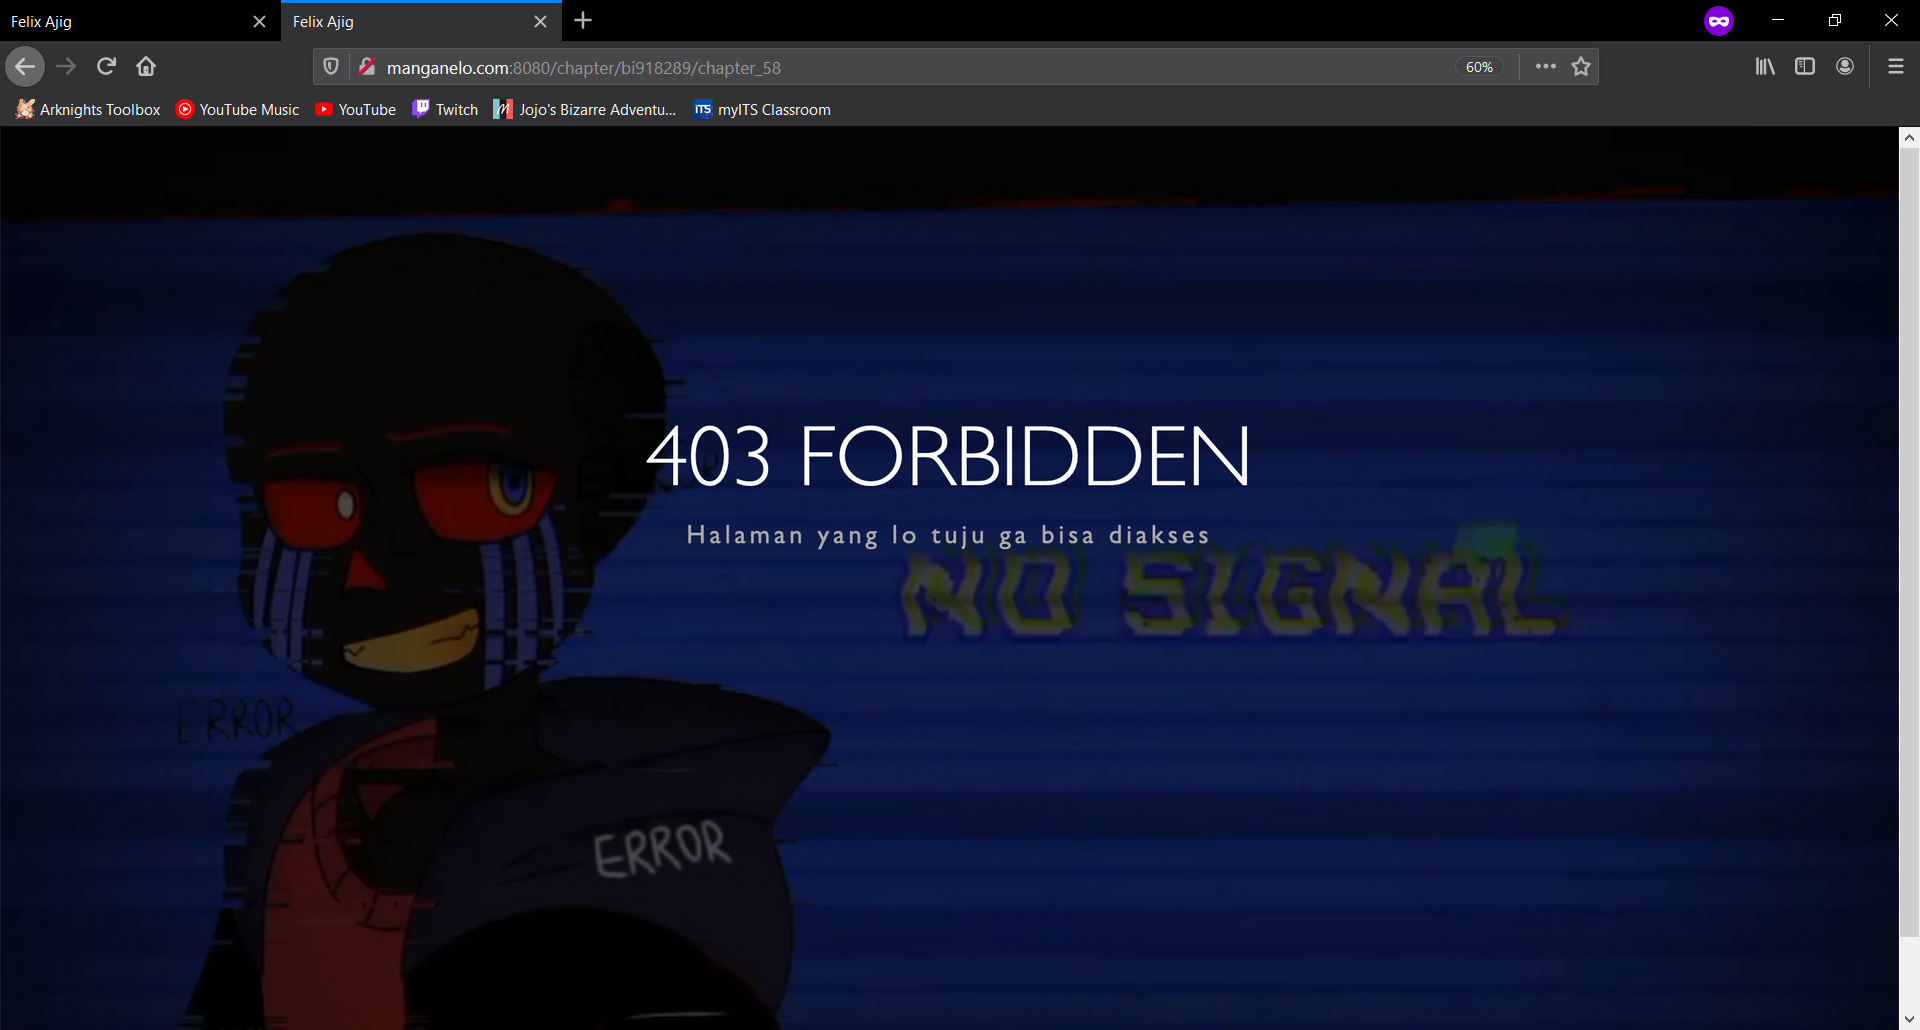 Felix Ajig
Felix Ajig
manganelo.com:8080/chapter/bi918289/chapter_58
60%
Arknights Toolbox
YouTube Music
YouTube
Twitch
Jojo's Bizarre Adventu...
ITS
myITS Classroom
403 FORBIDDEN
Halaman yang lo tuju ga bisa diakses
NO SIGNAL
ERROR
ERROR